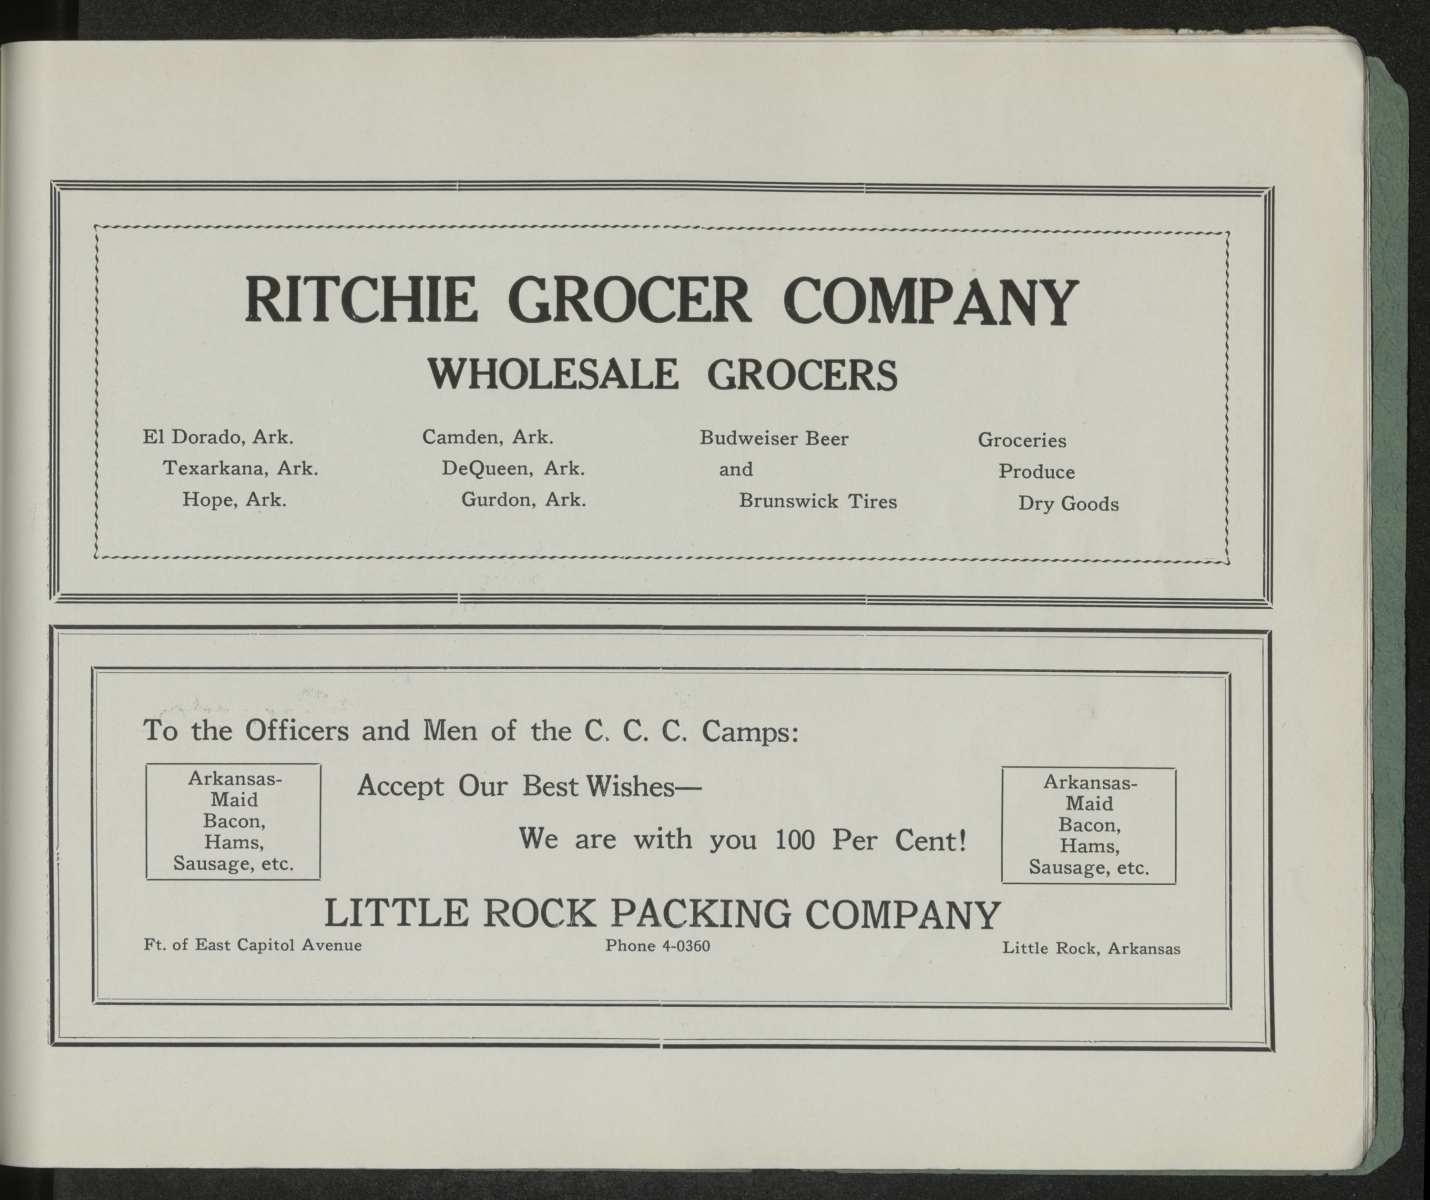 RITCHIE GROCER COMPANY
WHOLESALE GROCERS
El Dorado, Ark.
Texarkana, Ark.
Hope, Ark.
Camden, Ark.
DeQueen, Ark.
Gurdon, Ark.
Budweiser Beer
and
Brunswick Tires
Groceries
Produce
Dry Goods
To the Officers and Men of the C. C. C. Camps:
Arkansas-
Maid
Bacon,
Hams,
Sausage, etc.
Accept Our Best Wishes—
We are with you 100 Per Cent!
Arkansas-
Maid
Bacon,
Hams,
Sausage, etc.
LITTLE ROCK PACKING COMPANY
Ft. of East Capitol Avenue
Phone 4-0360
Little Rock, Arkansas